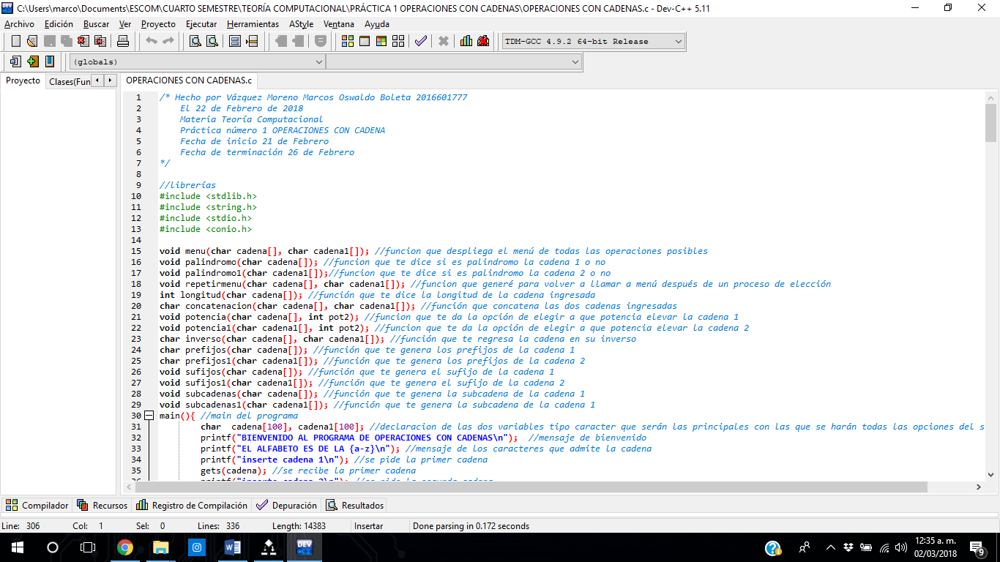 C:\Users\marco\Documents\ESCOM\CUARTO SEMESTRE\TEORÍA COMPUTACIONAL\PRÁCTICA 1 OPERACIONES CON CADENAS\OPERACIONES CON CADENAS.c - Dev-C++ 5.11
Archivo Edición Buscar Ver Proyecto Ejecutar Herramientas AStyle Ventana Ayuda
TDM-GCC 4.9.2 64-bit Release
(globals)
Proyecto Clases(Fun OPERACIONES CON CADENAS.c
1 /* Hecho por Vázquez Moreno Marcos Oswaldo Boleta 2016601777
2 El 22 de Febrero de 2018
3 Materia Teoría Computacional
4 Práctica número 1 OPERACIONES CON CADENA
5 Fecha de inicio 21 de Febrero
6 Fecha de terminación 26 de Febrero
7 */
8
9 //librerías
10 #include <stdlib.h>
11 #include <string.h>
12 #include <stdio.h>
13 #include <conio.h>
14
15 void menu(char cadena[], char cadena1[]); //funcion que despliega el menú de todas las operaciones posibles
16 void palindromo(char cadena[]); //funcion que te dice si es palindromo la cadena 1 o no
17 void palindromo1(char cadena1[]);//funcion que te dice si es palindromo la cadena 2 o no
18 void repetirmenu(char cadena[], char cadena1[]); //funcion que generé para volver a llamar a menú después de un proceso de elección
19 int longitud(char cadena[]); //función que te dice la longitud de la cadena ingresada
20 char concatenacion(char cadena[], char cadena1[]); //función que concatena las dos cadenas ingresadas
21 void potencia(char cadena[], int pot2); //funcion que te da la opción de elegir a que potencia elevar la cadena 1
22 void potencia1(char cadena1[], int pot2); //funcion que te da la opción de elegir a que potencia elevar la cadena 2
23 char inverso(char cadena[], char cadena1[]); //función que te regresa la cadena en su inverso
24 char prefijos(char cadena[]); //función que te genera los prefijos de la cadena 1
25 char prefijos1(char cadena1[]); //función que te genera los prefijos de la cadena 2
26 void sufijos(char cadena[]); //función que te genera el sufijo de la cadena 1
27 void sufijos1(char cadena1[]); //función que te genera el sufijo de la cadena 2
28 void subcadenas(char cadena[]); //función que te genera la subcadena de la cadena 1
29 void subcadenas1(char cadena1[]); //función que te genera la subcadena de la cadena 1
30 main(){ //main del programa
31 char cadena[100], cadena1[100]; //declaracion de las dos variables tipo caracter que serán las principales con las que se harán todas las opciones del s
32 printf("BIENVENIDO AL PROGRAMA DE OPERACIONES CON CADENAS\n"); //mensaje de bienvenido
33 printf("EL ALFABETO ES DE LA {a-z}\n"); //mensaje de los caracteres que admite la cadena
34 printf("inserte cadena 1\n"); //se pide la primer cadena
35 gets(cadena); //se recibe la primer cadena
36 printf("inserte cadena 2\n"); //se pide la segunda cadena
Compilador Recursos Registro de Compilación Depuración Resultados
Line: 306 Col: 1 Sel: 0 Lines: 336 Length: 14383 Insertar Done parsing in 0.172 seconds
12:35 a. m.
02/03/2018
9